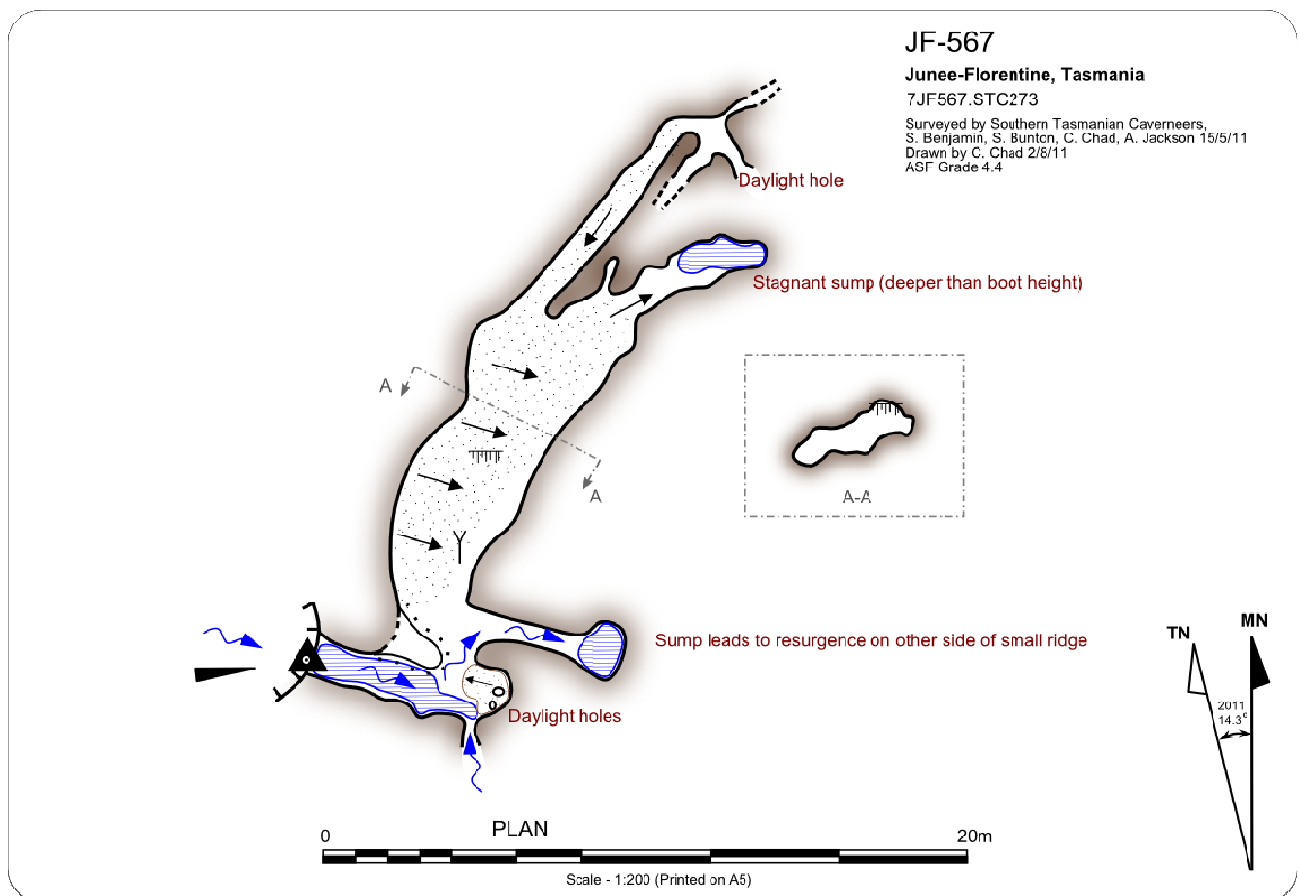 JF-567
Junee-Florentine, Tasmania
7JF567.STC273
Surveyed by Southern Tasmanian Caverneers,
S. Benjamin, S. Bunton, C. Chad, A. Jackson 15/5/11
Drawn by C. Chad 2/8/11
ASF Grade 4.4
Daylight hole
Stagnant sump (deeper than boot height)
A
A
A-A
Sump leads to resurgence on other side of small ridge
Daylight holes
TN
MN
2011
14.3°
PLAN
0
20m
Scale - 1:200 (Printed on A5)